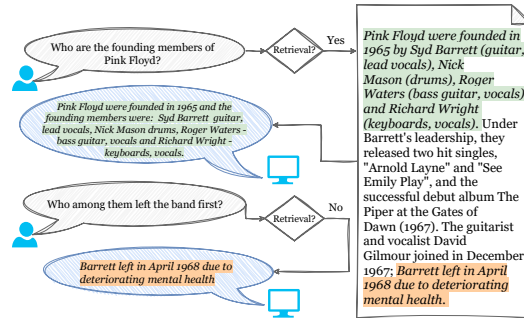 Who are the founding members of
Pink Floyd?
Retrieval?
Yes
Pink Floyd were founded in 1965 and the
founding members were: Syd Barrett guitar,
lead vocals, Nick Mason drums, Roger Waters -
bass guitar, vocals and Richard Wright -
keyboards, vocals.
Who among them left the band first?
Retrieval?
No
Barrett left in April 1968 due to
deteriorating mental health
Pink Floyd were founded in
1965 by Syd Barrett (guitar,
lead vocals), Nick
Mason (drums), Roger
Waters (bass guitar, vocals)
and Richard Wright
(keyboards, vocals). Under
Barrett's leadership, they
released two hit singles,
"Arnold Layne" and "See
Emily Play", and the
successful debut album The
Piper at the Gates of
Dawn (1967). The guitarist
and vocalist David
Gilmour joined in December
1967; Barrett left in April
1968 due to deteriorating
mental health.